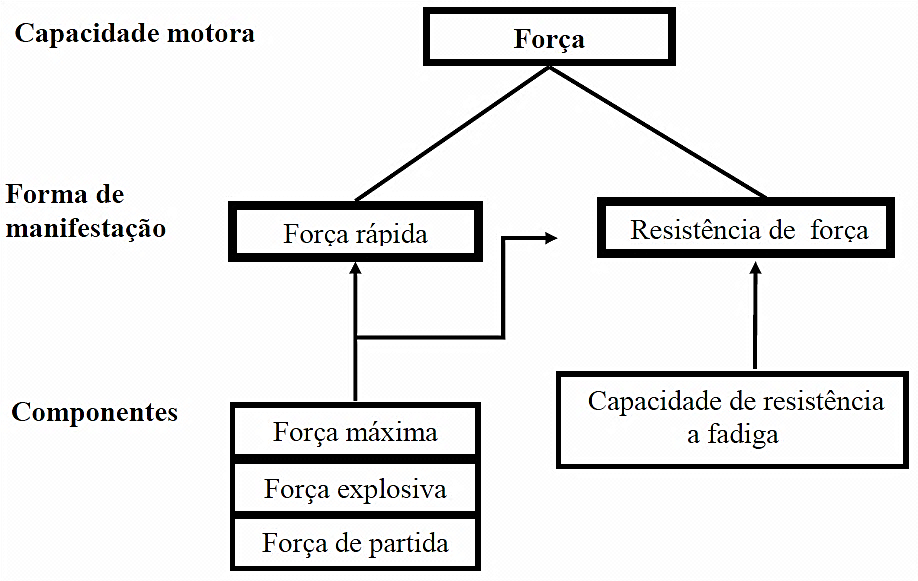 Capacidade motora
Força
Forma de
manifestação
Força rápida
Resistência de força
Componentes
Força máxima
Força explosiva
Força de partida
Capacidade de resistência
a fadiga